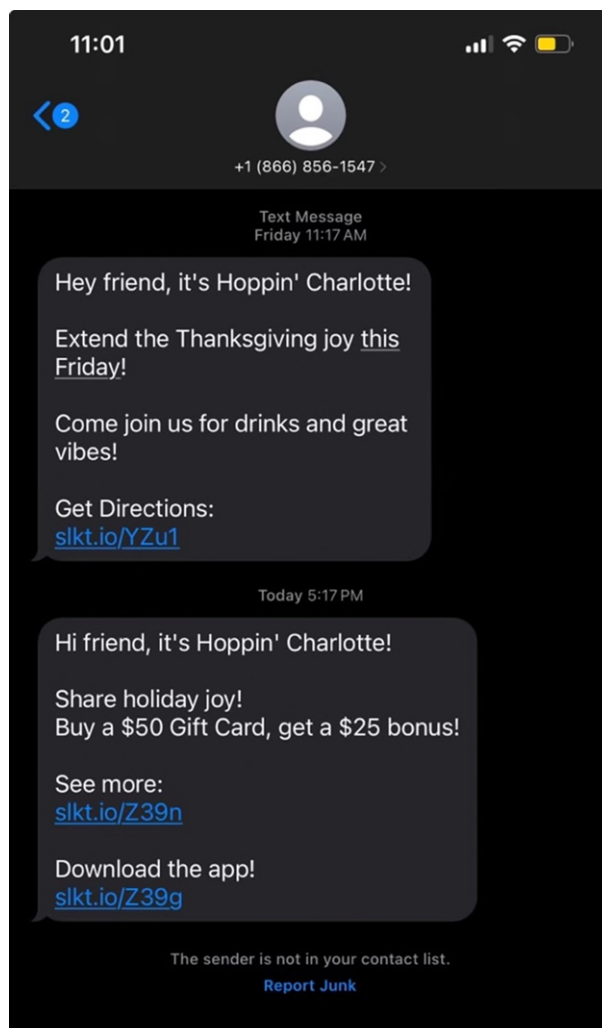 11:01
2
+1 (866) 856-1547 >
Text Message
Friday 11:17 AM
Hey friend, it's Hoppin' Charlotte!
Extend the Thanksgiving joy this
Friday!
Come join us for drinks and great
vibes!
Get Directions:
slkt.io/YZu1
Today 5:17 PM
Hi friend, it's Hoppin' Charlotte!
Share holiday joy!
Buy a $50 Gift Card, get a $25 bonus!
See more:
slkt.io/Z39n
Download the app!
slkt.io/Z39g
The sender is not in your contact list.
Report Junk